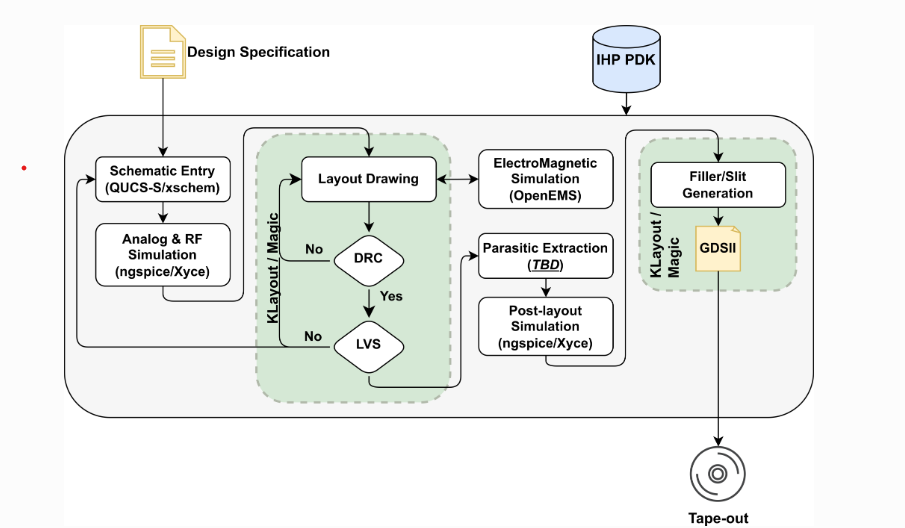 Design Specification
IHP PDK
Schematic Entry
(QUCS-S/xschem)
Analog & RF
Simulation
(ngspice/Xyce)
KLayout / Magic
Layout Drawing
No
DRC
Yes
No
LVS
ElectroMagnetic
Simulation
(OpenEMS)
Parasitic Extraction
(TBD)
Post-layout
Simulation
(ngspice/Xyce)
KLayout /
Magic
Filler/Slit
Generation
GDSII
Tape-out